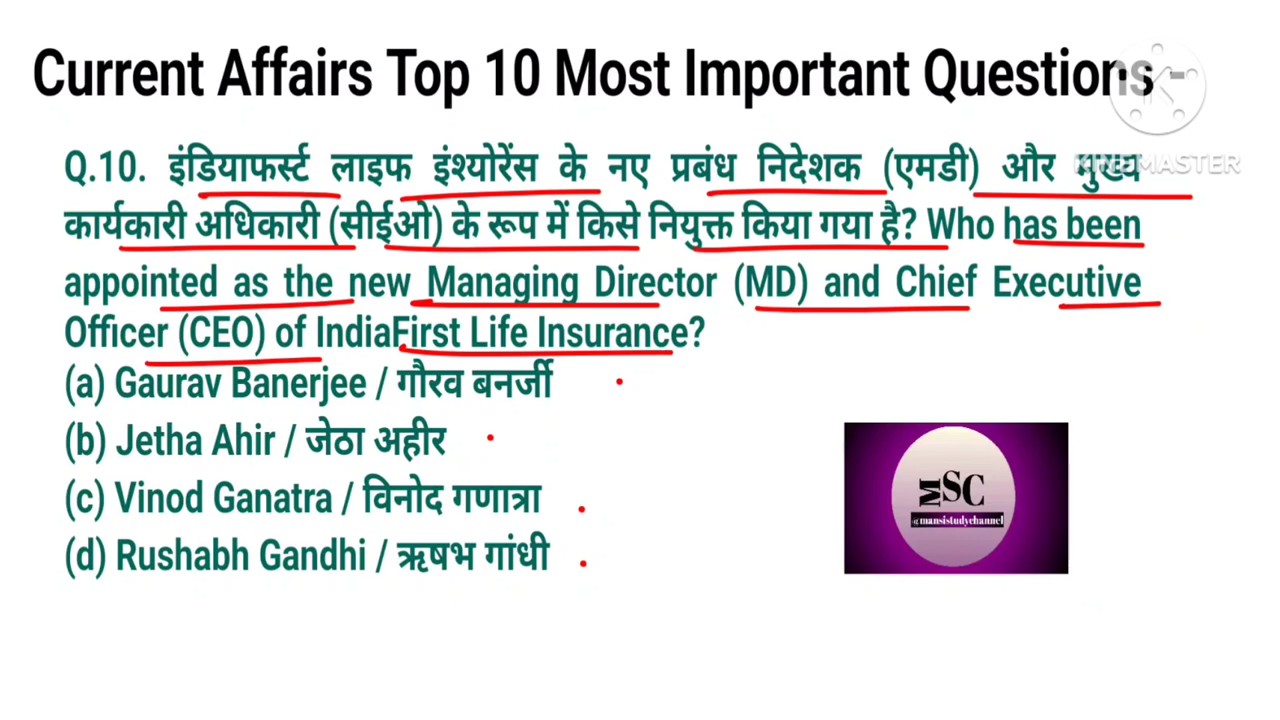 Current Affairs Top 10 Most Important Questions -
KINEMASTER
Q.10. इंडियाफर्स्ट लाइफ इंश्योरेंस के नए प्रबंध निदेशक (एमडी) और मुख्य
कार्यकारी अधिकारी (सीईओ) के रूप में किसे नियुक्त किया गया है? Who has been
appointed as the new Managing Director (MD) and Chief Executive
Officer (CEO) of IndiaFirst Life Insurance?
(a) Gaurav Banerjee / गौरव बनर्जी
(b) Jetha Ahir / जेठा अहीर
(c) Vinod Ganatra / विनोद गणात्रा
(d) Rushabh Gandhi / ऋषभ गांधी
MSC
@mansistudychannel